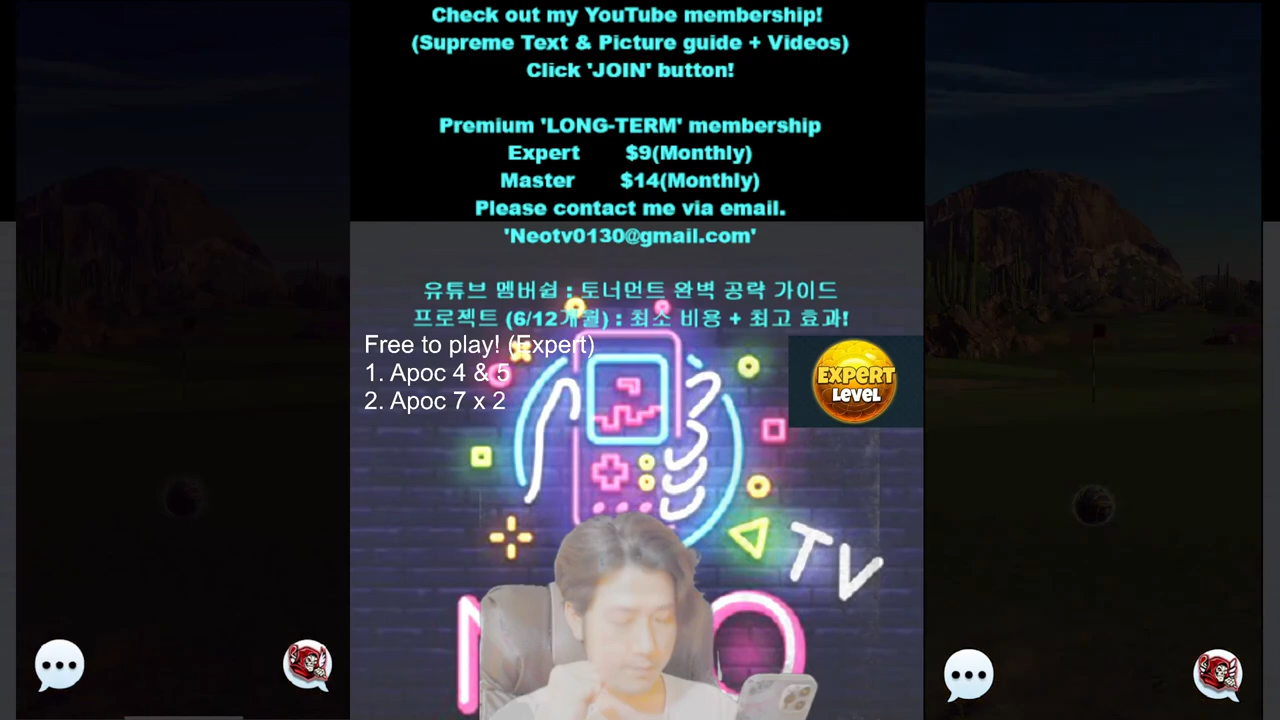 Check out my YouTube membership!
(Supreme Text & Picture guide + Videos)
Click 'JOIN' button!
Premium 'LONG-TERM' membership
Expert $9(Monthly)
Master $14(Monthly)
Please contact me via email.
'Neotv0130@gmail.com'
유튜브 멤버쉽 : 토너먼트 완벽 공략 가이드
프로젝트 (6/12개월) : 최소 비용 + 최고 효과!
Free to play! (Expert)
1. Apoc 4 & 5
2. Apoc 7 x 2
EXPERT
LEVEL
TV